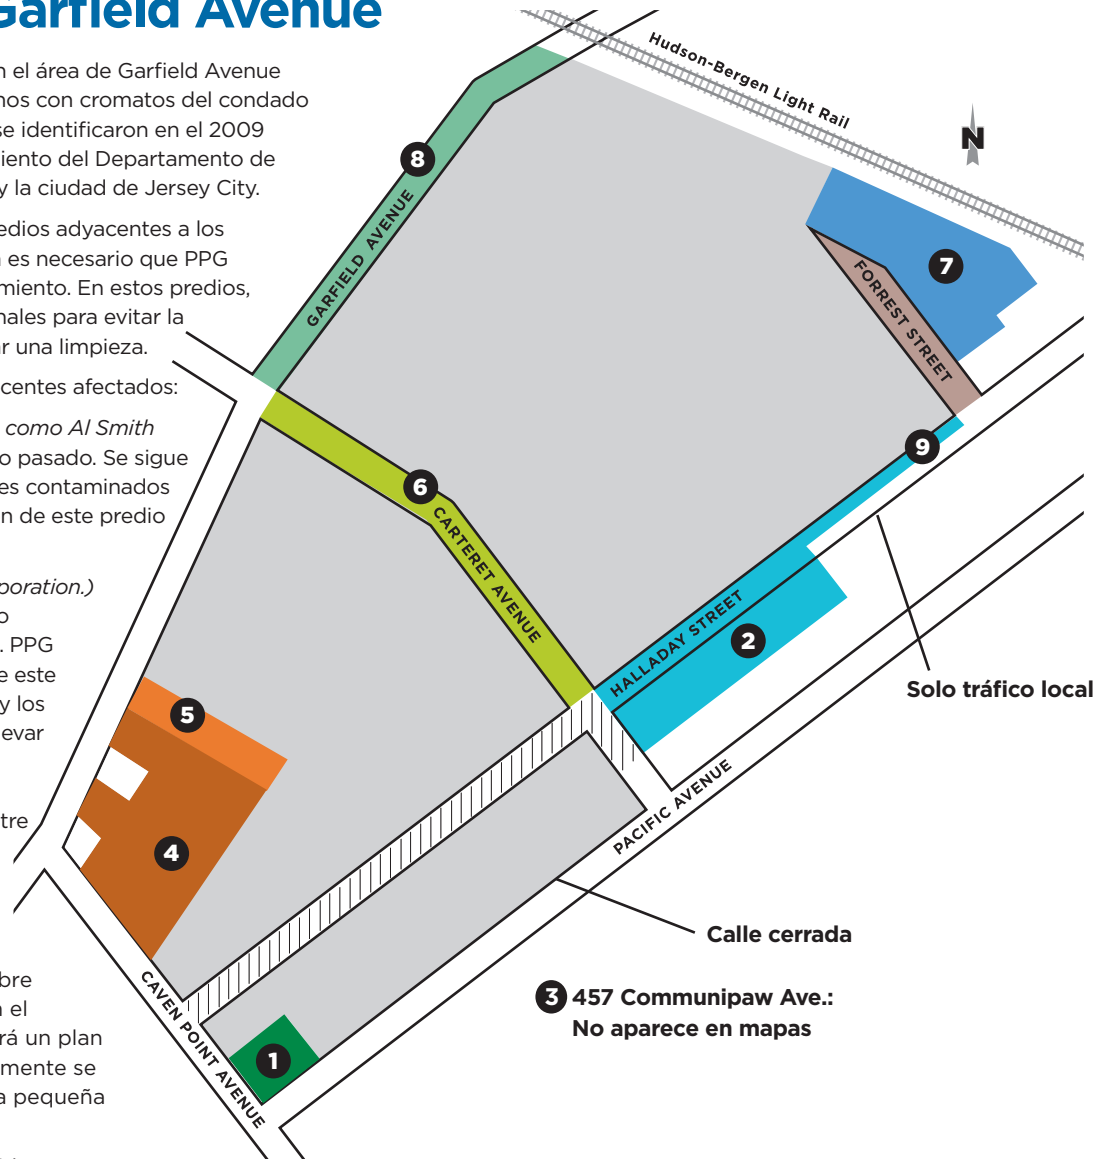 Garfield Avenue
n el área de Garfield Avenue
nos con cromatos del condado
se identificaron en el 2009
miento del Departamento de
y la ciudad de Jersey City.
edios adyacentes a los
n es necesario que PPG
amiento. En estos predios,
nales para evitar la
ar una limpieza.
centes afectados:
como Al Smith
o pasado. Se sigue
es contaminados
n de este predio
poration.)
o
. PPG
e este
y los
evar
tre
bre
n el
rá un plan
mente se
a pequeña
Hudson-Bergen Light Rail
N
8
GARFIELD AVENUE
7
FORREST STREET
9
6
CARTERET AVENUE
HALLADAY STREET
2
Solo tráfico local
5
4
PACIFIC AVENUE
Calle cerrada
CAVEN POINT AVENUE
1
3 457 Communipaw Ave.:
No aparece en mapas